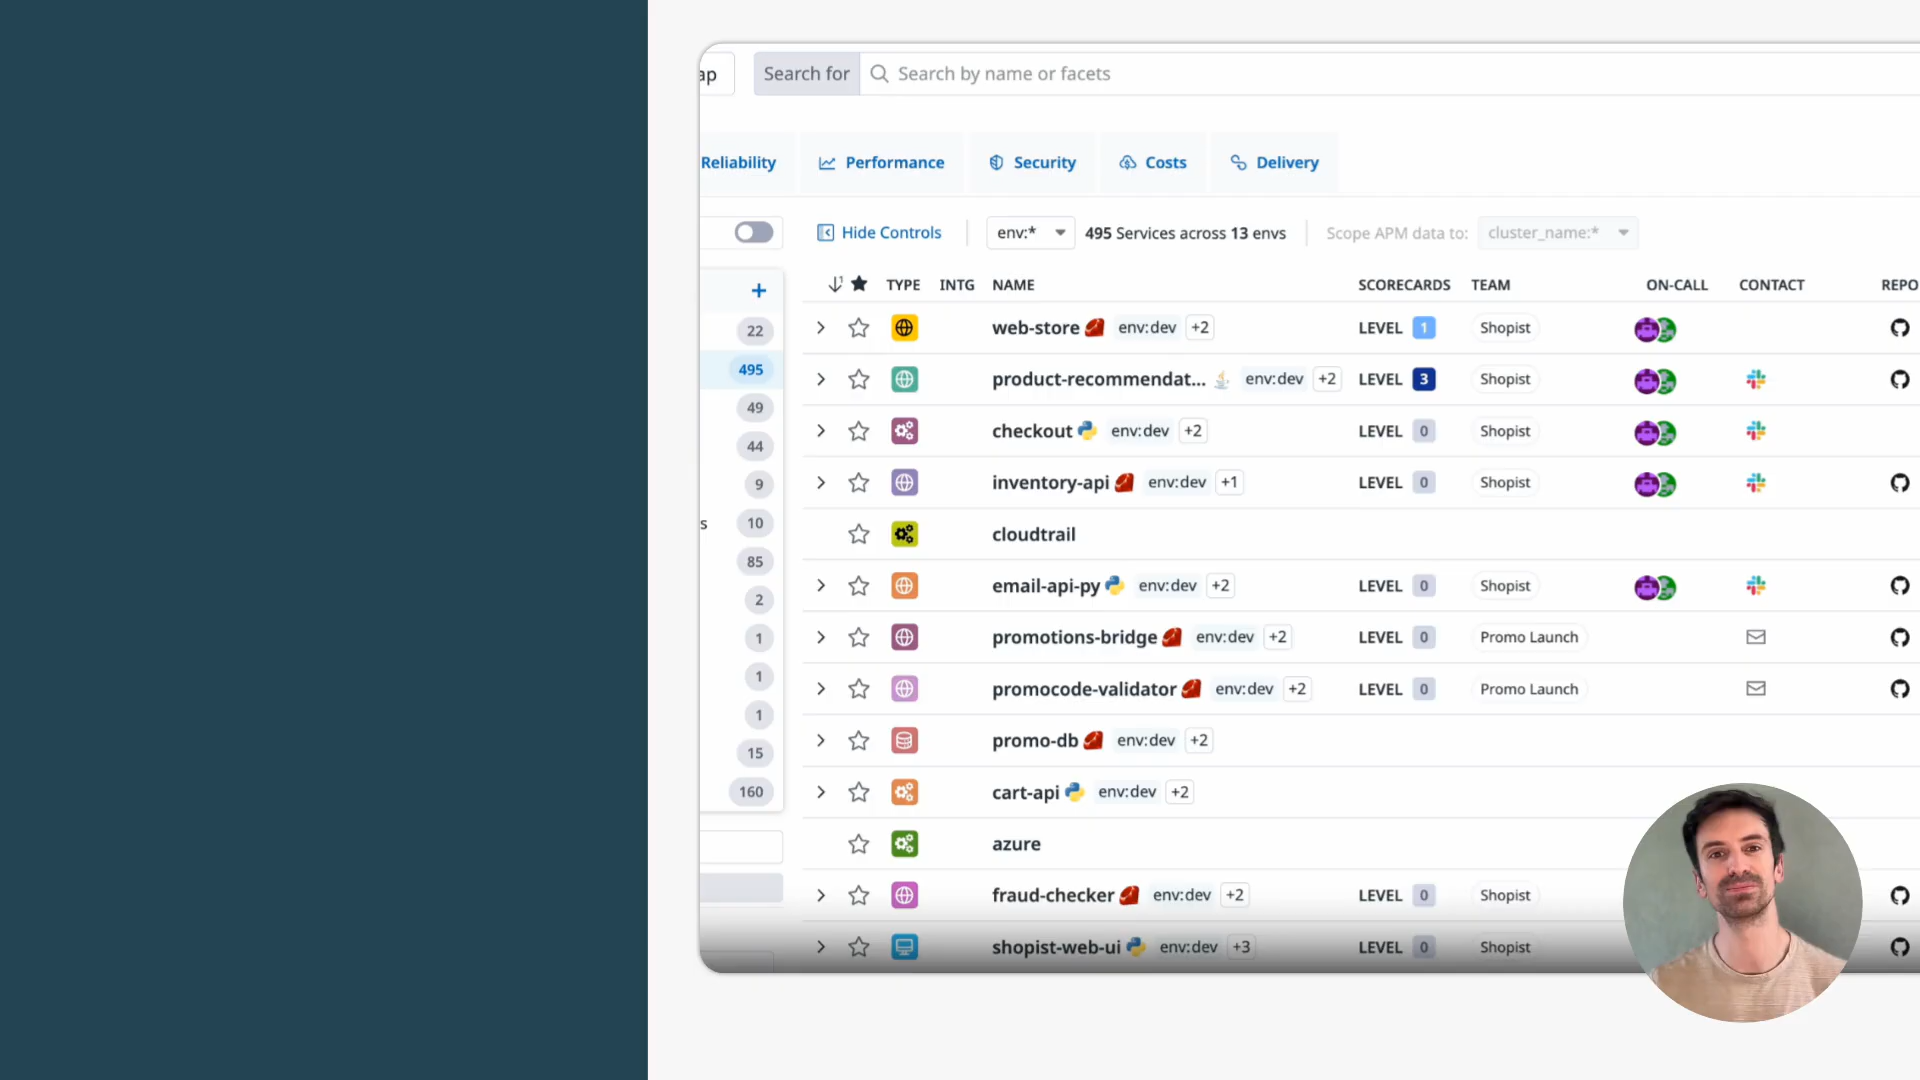 ap Search for Search by name or facets
Reliability Performance Security Costs Delivery
Hide Controls env:* 495 Services across 13 envs Scope APM data to: cluster_name:*
TYPE INTG NAME SCORECARDS TEAM ON-CALL CONTACT REPO
22 web-store env:dev +2 LEVEL 1 Shopist
495 product-recommendat... env:dev +2 LEVEL 3 Shopist
49 checkout env:dev +2 LEVEL 0 Shopist
44
9 inventory-api env:dev +1 LEVEL 0 Shopist
s 10 cloudtrail
85 email-api-py env:dev +2 LEVEL 0 Shopist
2
1 promotions-bridge env:dev +2 LEVEL 0 Promo Launch
1 promocode-validator env:dev +2 LEVEL 0 Promo Launch
1
15 promo-db env:dev +2
160 cart-api env:dev +2
azure
fraud-checker env:dev +2 LEVEL 0 Shopist
shopist-web-ui env:dev +3 LEVEL 0 Shopist